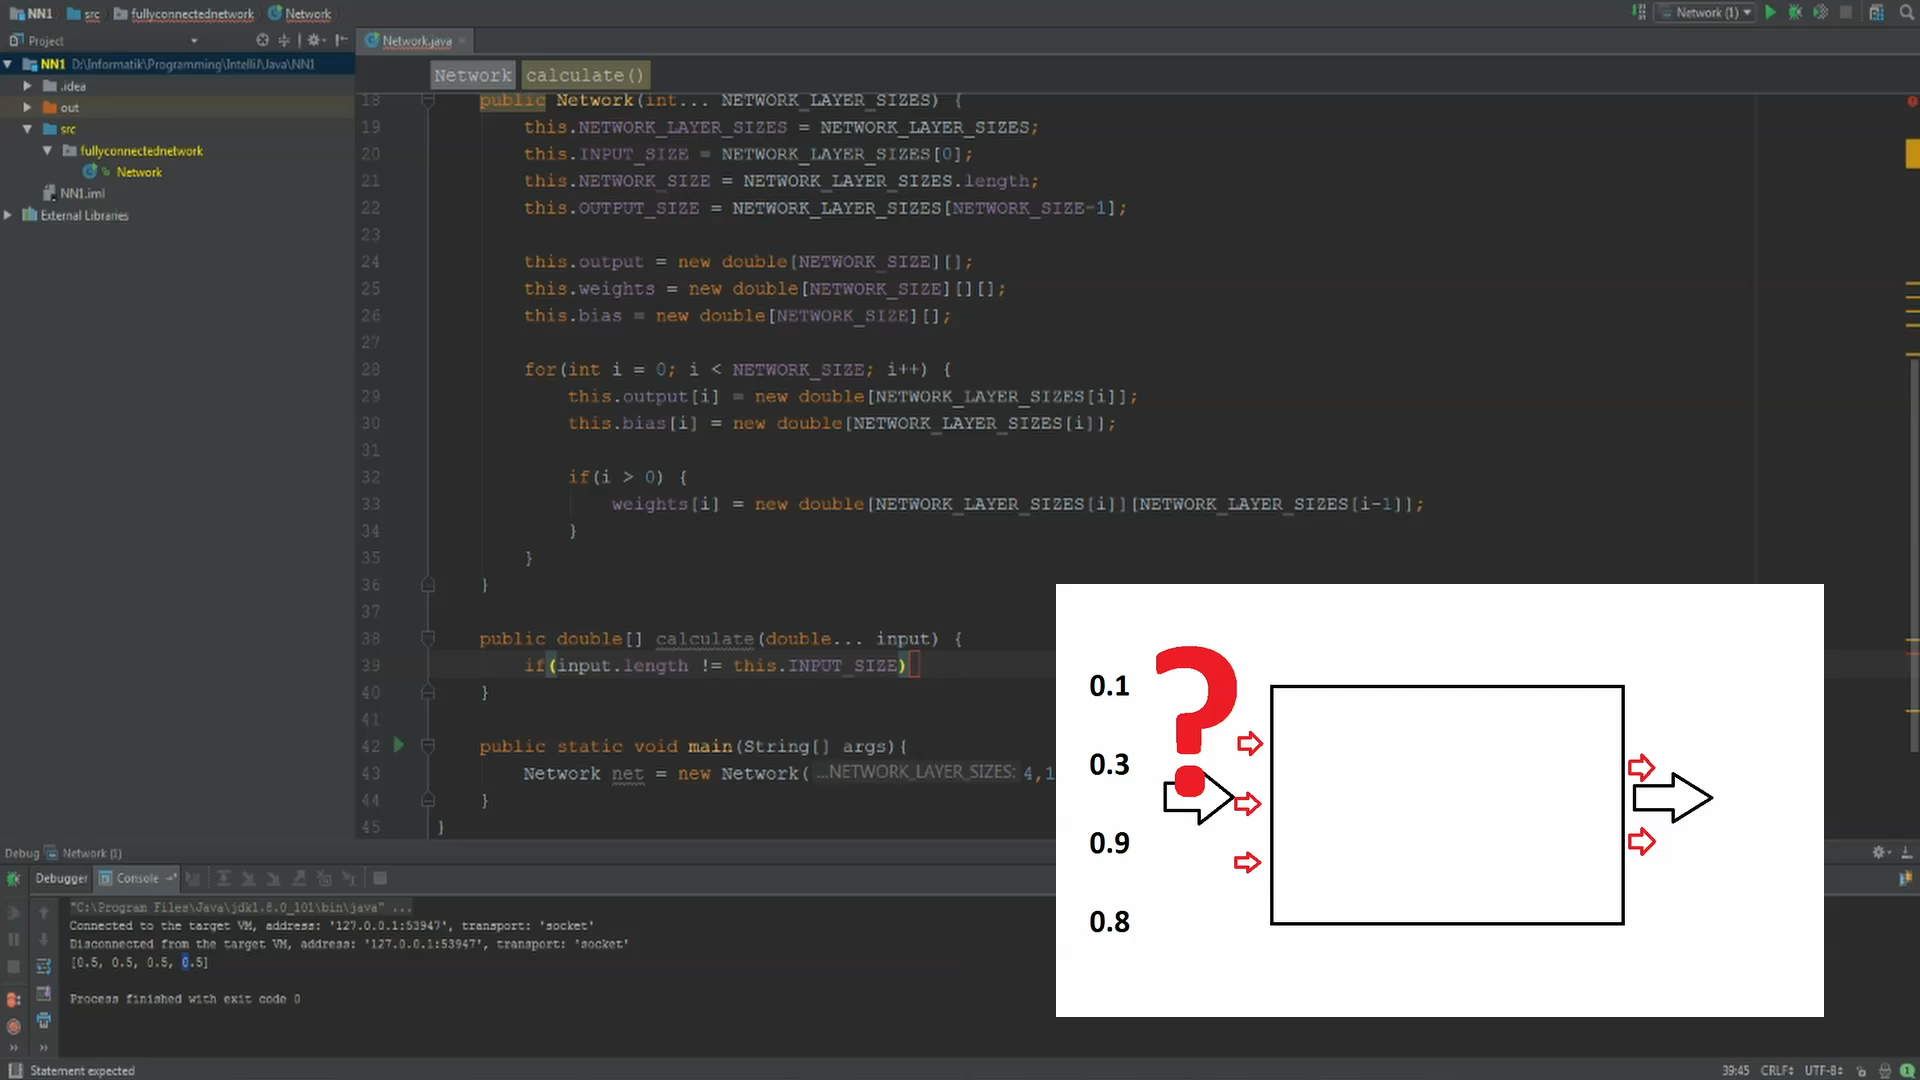 NN1 src fullyconnectednetwork Network
Network (1)
Project
Network.java
NN1 D:\Informatik\Programming\IntelliJ\Java\NN1
.idea
out
src
fullyconnectednetwork
Network
NN1.iml
External Libraries
Network calculate()
18 public Network(int... NETWORK_LAYER_SIZES) {
19 this.NETWORK_LAYER_SIZES = NETWORK_LAYER_SIZES;
20 this.INPUT_SIZE = NETWORK_LAYER_SIZES[0];
21 this.NETWORK_SIZE = NETWORK_LAYER_SIZES.length;
22 this.OUTPUT_SIZE = NETWORK_LAYER_SIZES[NETWORK_SIZE-1];
23
24 this.output = new double[NETWORK_SIZE][];
25 this.weights = new double[NETWORK_SIZE][][];
26 this.bias = new double[NETWORK_SIZE][];
27
28 for(int i = 0; i < NETWORK_SIZE; i++) {
29 this.output[i] = new double[NETWORK_LAYER_SIZES[i]];
30 this.bias[i] = new double[NETWORK_LAYER_SIZES[i]];
31
32 if(i > 0) {
33 weights[i] = new double[NETWORK_LAYER_SIZES[i]][NETWORK_LAYER_SIZES[i-1]];
34 }
35 }
36 }
37
38 public double[] calculate(double... input) {
39 if(input.length != this.INPUT_SIZE)
40 }
41
42 public static void main(String[] args){
43 Network net = new Network( ...NETWORK_LAYER_SIZES: 4,1
44 }
45 }
?
0.1
0.3
0.9
0.8
Debug Network (1)
Debugger Console
"C:\Program Files\Java\jdk1.8.0_101\bin\java" ...
Connected to the target VM, address: '127.0.0.1:53947', transport: 'socket'
Disconnected from the target VM, address: '127.0.0.1:53947', transport: 'socket'
[0.5, 0.5, 0.5, 0.5]
Process finished with exit code 0
Statement expected
39:45 CRLF UTF-8